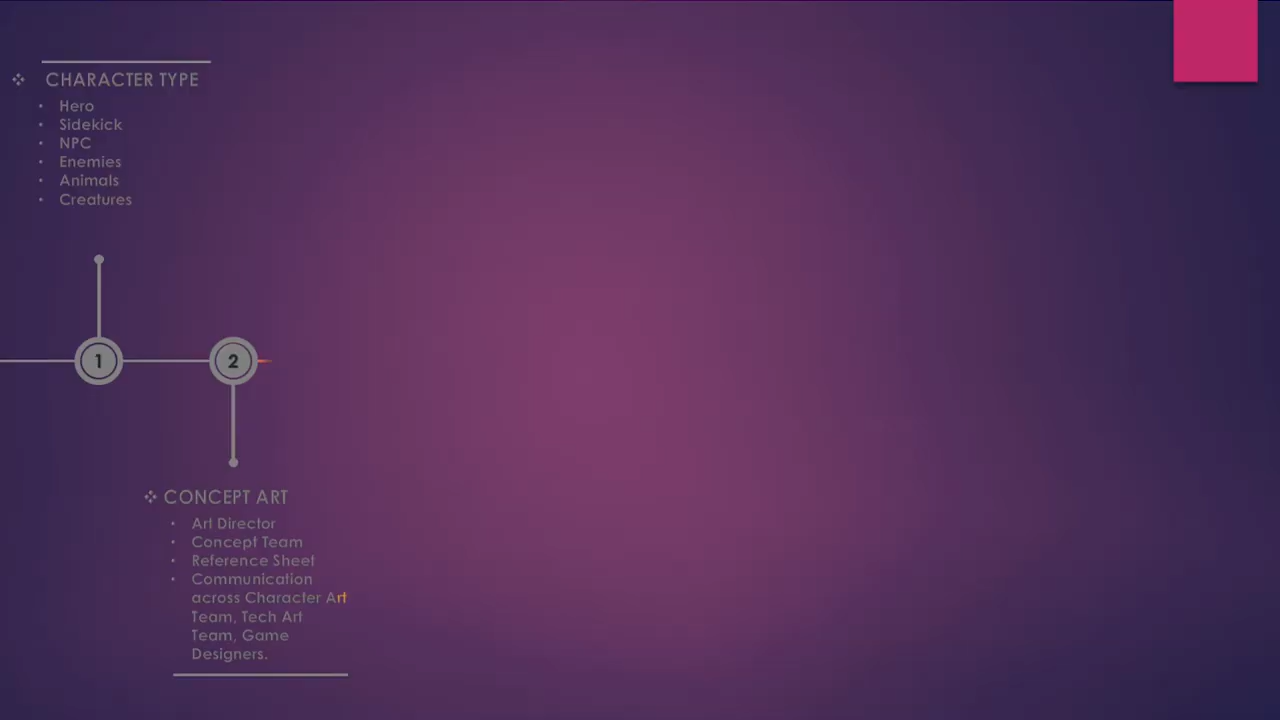 CHARACTER TYPE
Hero
Sidekick
NPC
Enemies
Animals
Creatures
1
2
CONCEPT ART
Art Director
Concept Team
Reference Sheet
Communication
across Character Art
Team, Tech Art
Team, Game
Designers.